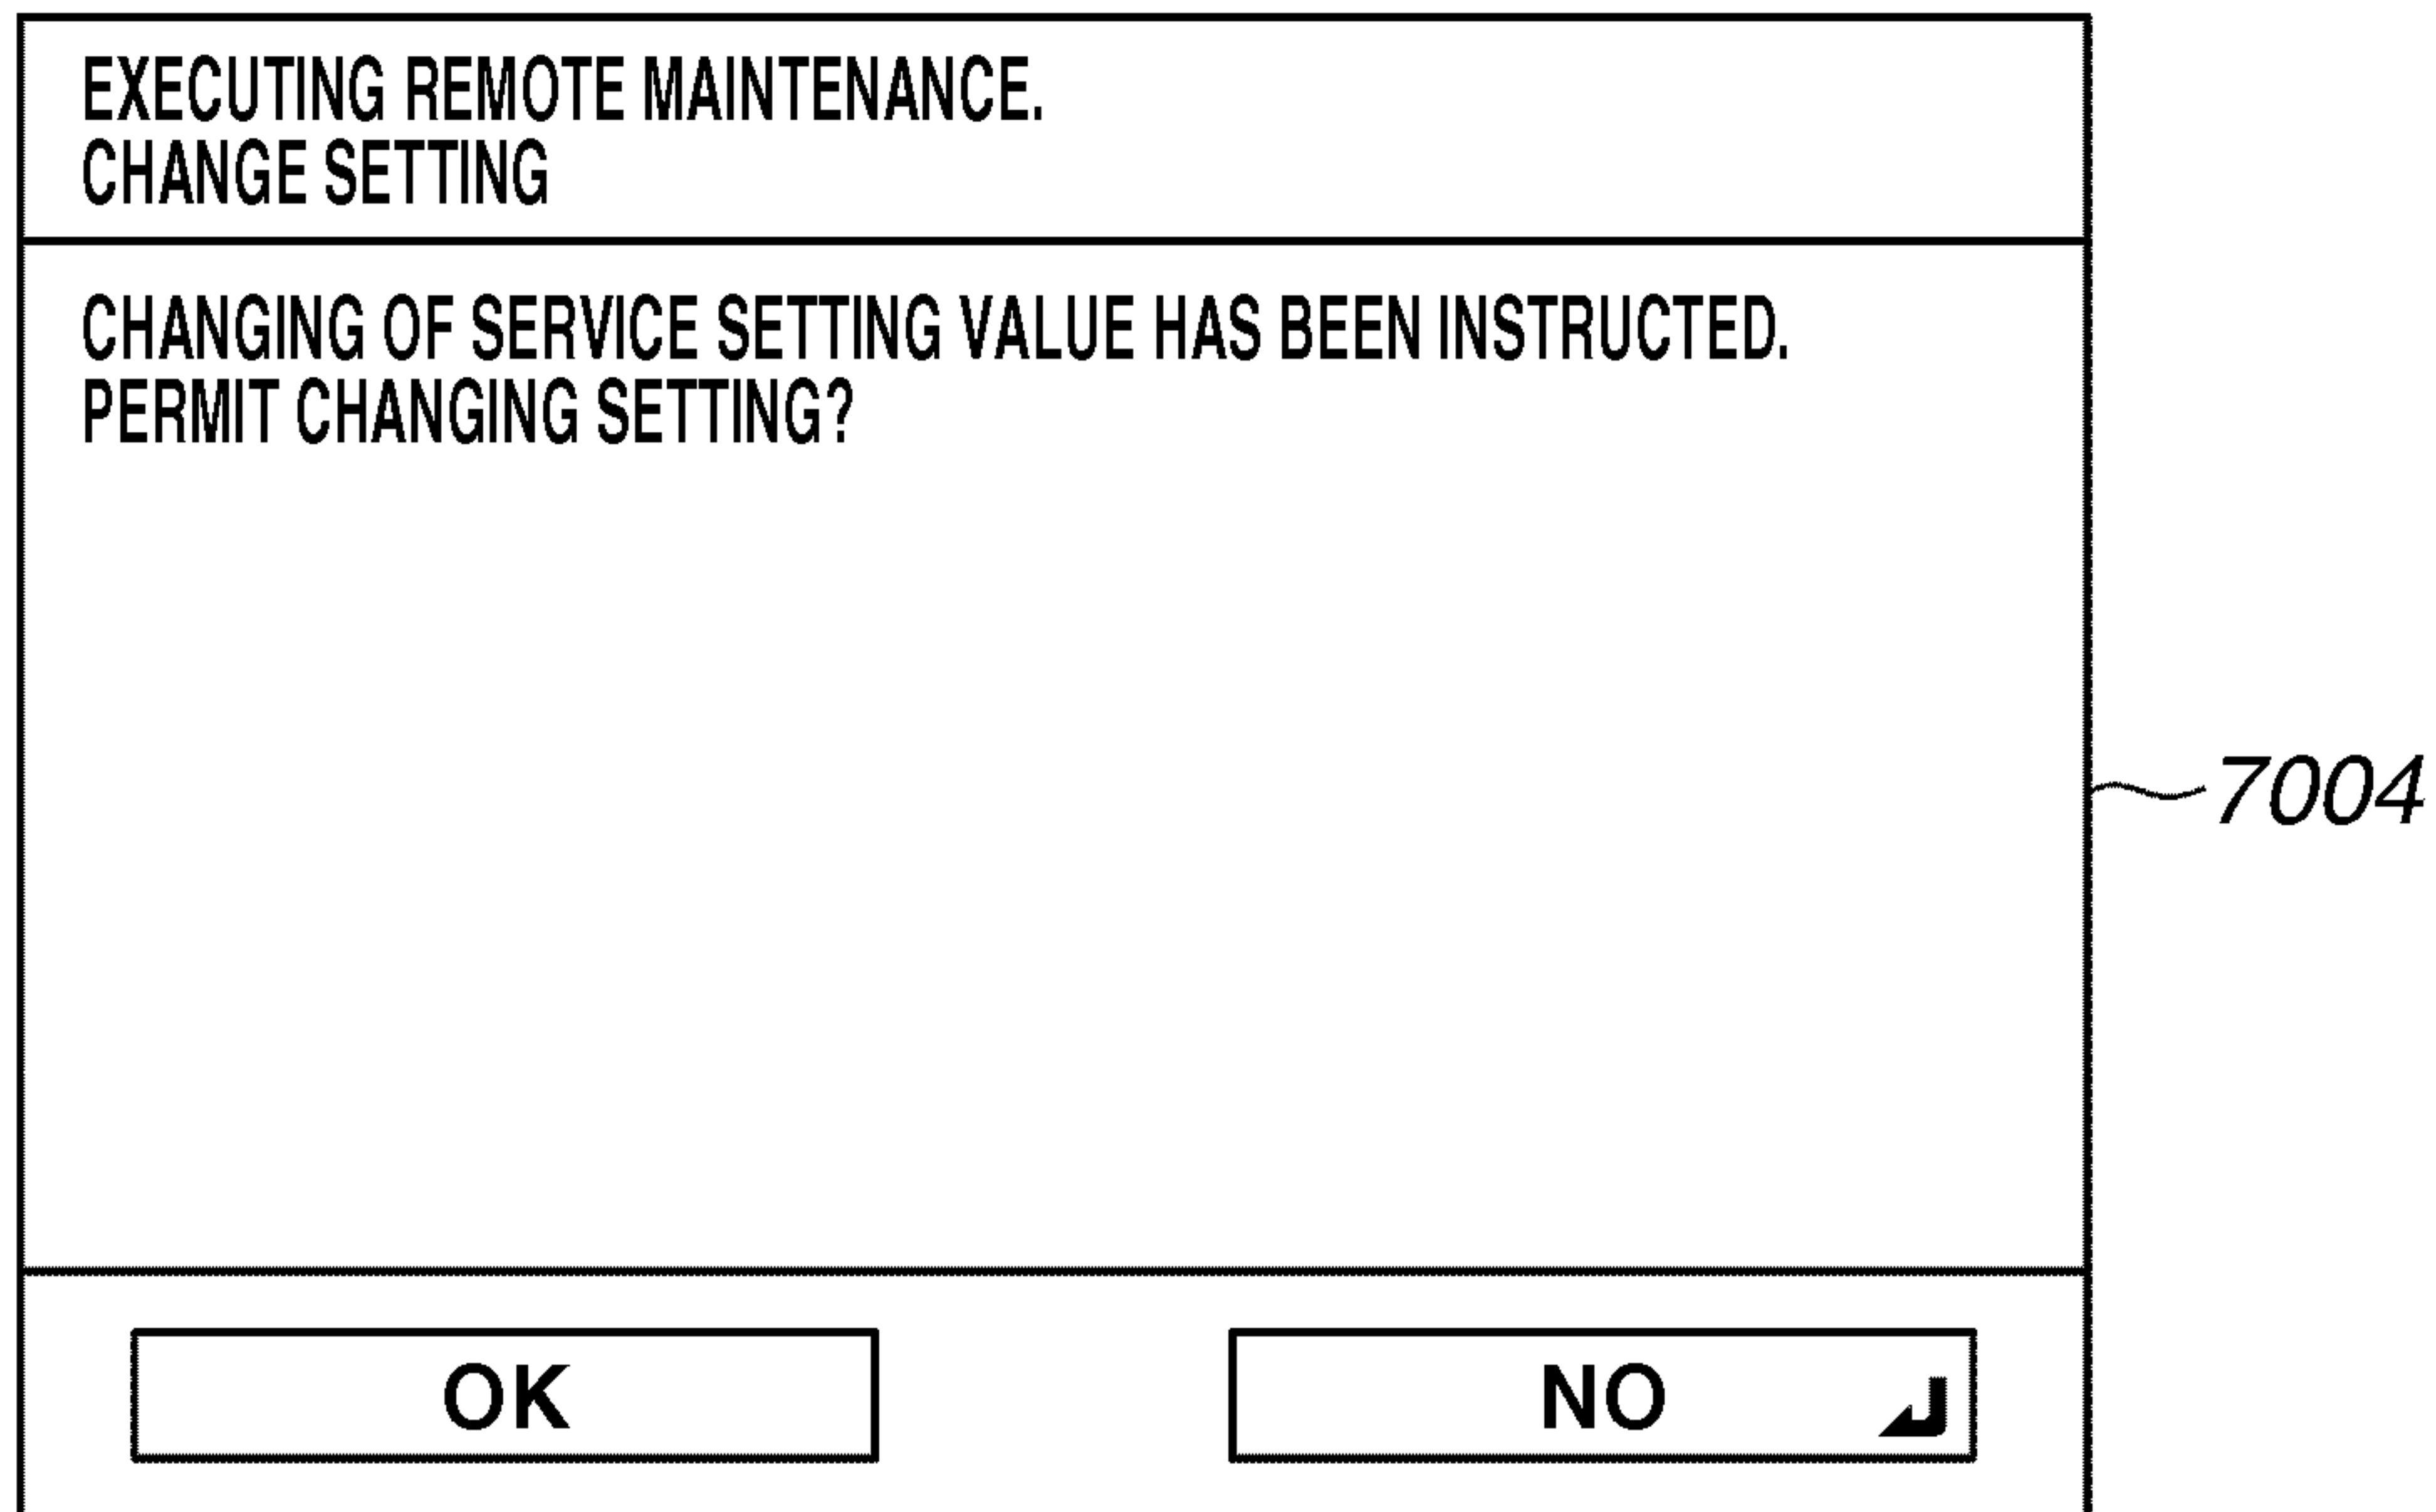 EXECUTING REMOTE MAINTENANCE.
CHANGE SETTING
CHANGING OF SERVICE SETTING VALUE HAS BEEN INSTRUCTED.
PERMIT CHANGING SETTING?
7004
OK
NO